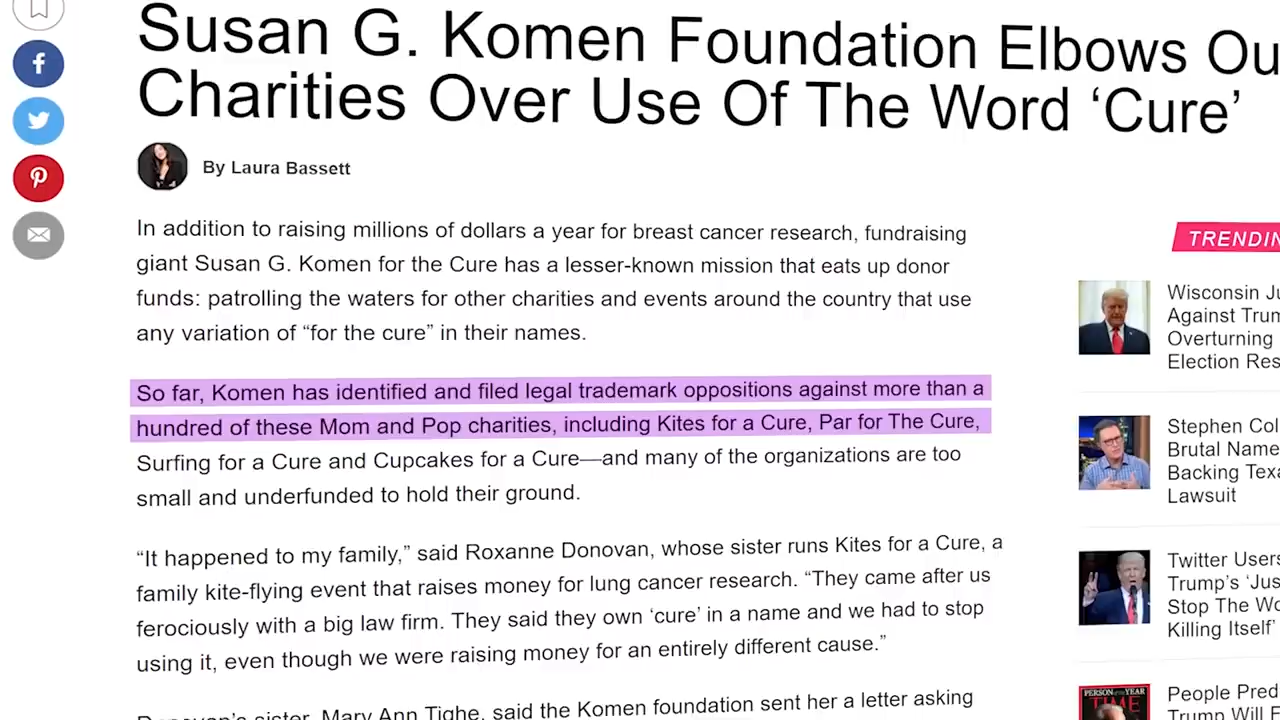 Susan G. Komen Foundation Elbows Ou
Charities Over Use Of The Word ‘Cure’
By Laura Bassett
In addition to raising millions of dollars a year for breast cancer research, fundraising
giant Susan G. Komen for the Cure has a lesser-known mission that eats up donor
funds: patrolling the waters for other charities and events around the country that use
any variation of “for the cure” in their names.
So far, Komen has identified and filed legal trademark oppositions against more than a
hundred of these Mom and Pop charities, including Kites for a Cure, Par for The Cure,
Surfing for a Cure and Cupcakes for a Cure—and many of the organizations are too
small and underfunded to hold their ground.
“It happened to my family,” said Roxanne Donovan, whose sister runs Kites for a Cure, a
family kite-flying event that raises money for lung cancer research. “They came after us
ferociously with a big law firm. They said they own ‘cure’ in a name and we had to stop
using it, even though we were raising money for an entirely different cause.”
Donovan’s sister, Mary Ann Tighe, said the Komen foundation sent her a letter asking
TRENDIN
Wisconsin Ju
Against Trum
Overturning
Election Res
Stephen Col
Brutal Name
Backing Texa
Lawsuit
Twitter Users
Trump’s ‘Jus
Stop The Wo
Killing Itself’
PERSON of the YEAR
TIME
People Pred
Trump Will F